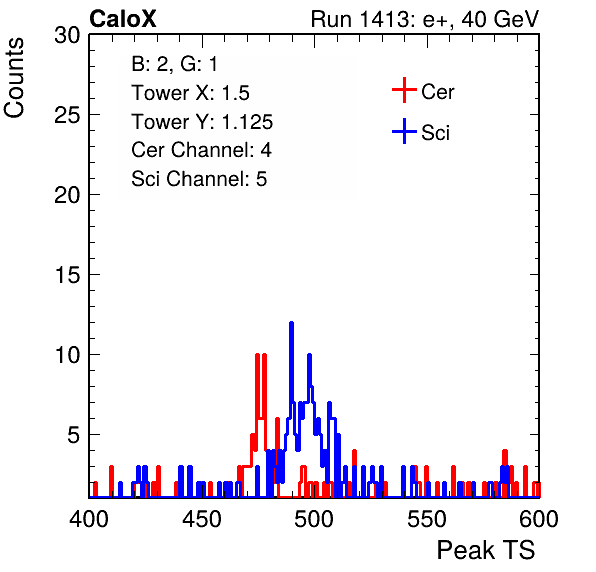 CaloX Run 1413: e+, 40 GeV
Counts
30
25
20
15
10
5
B: 2, G: 1
Tower X: 1.5
Tower Y: 1.125
Cer Channel: 4
Sci Channel: 5
Cer
Sci
400 450 500 550 600
Peak TS